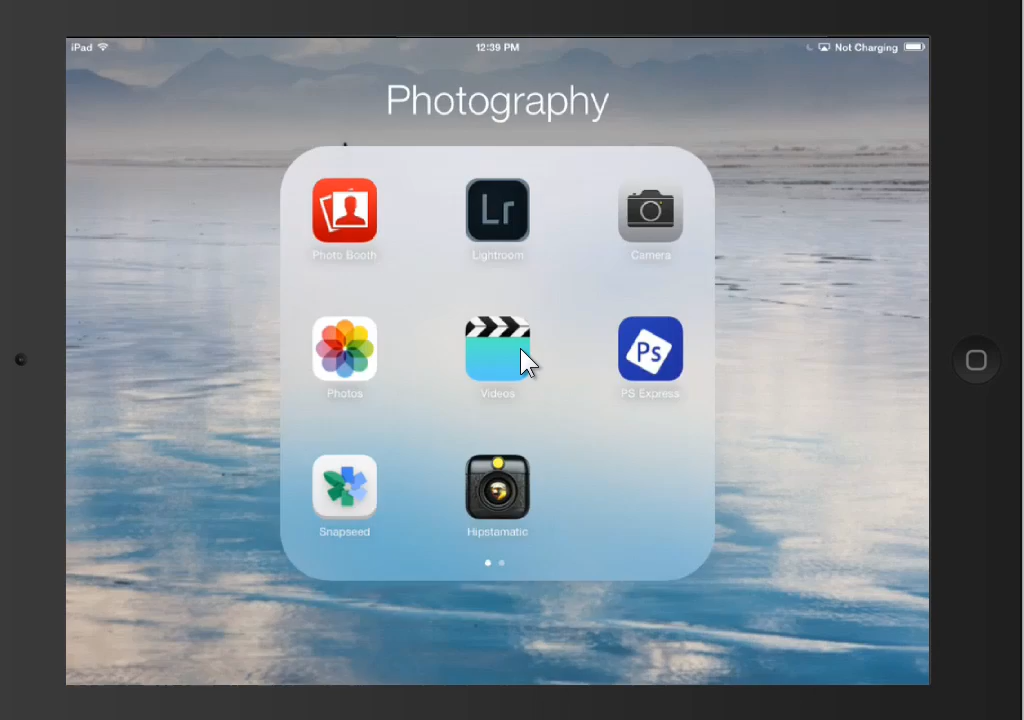 iPad 12:39 PM Not Charging
Photography
Lr
Photo Booth Lightroom Camera
Ps
Photos Videos PS Express
Snapseed Hipstamatic